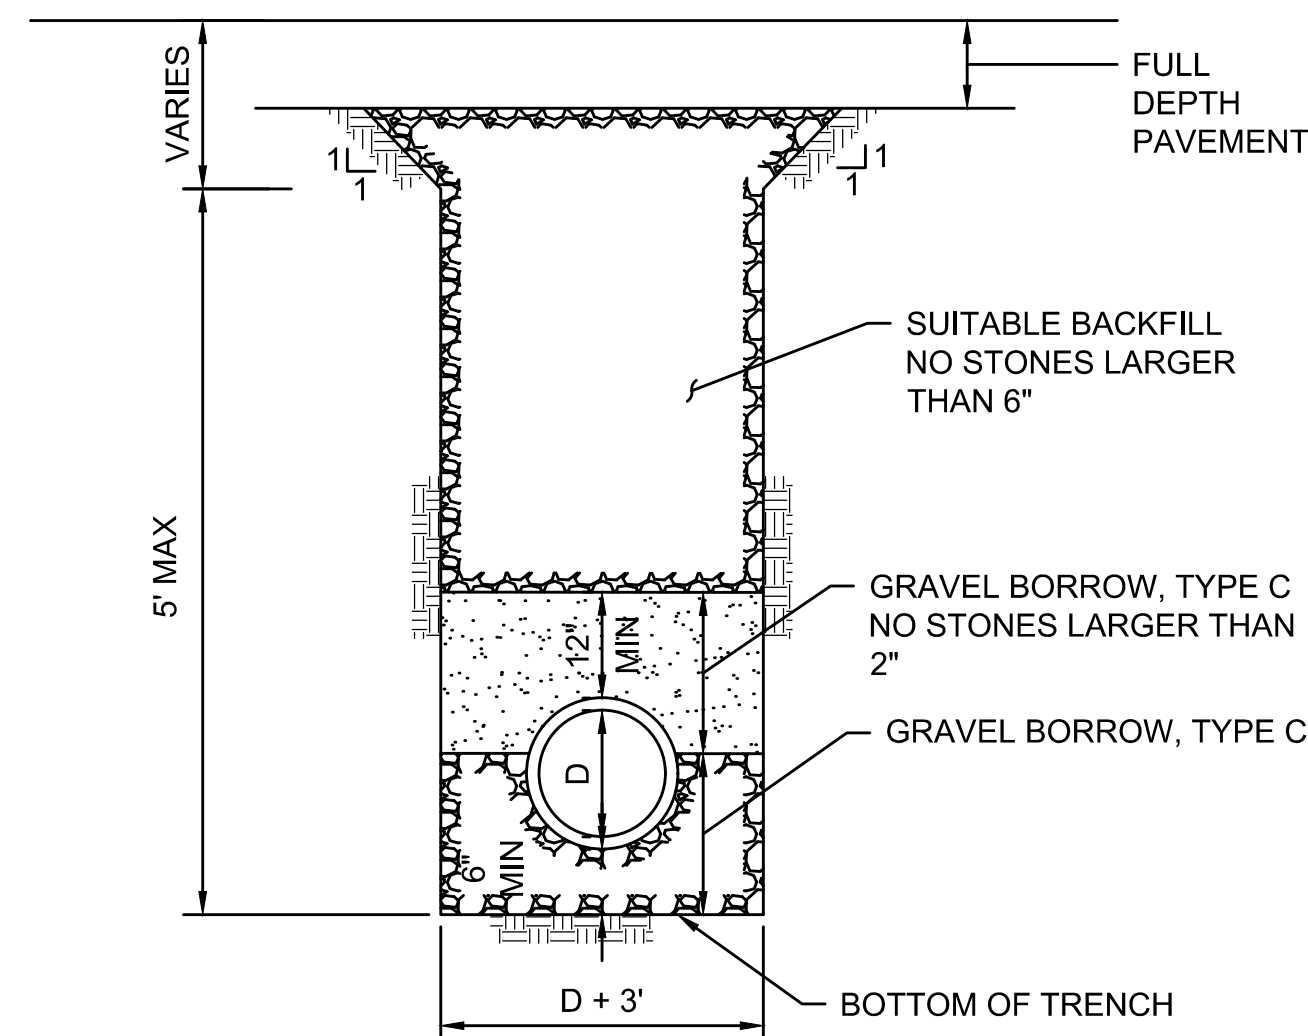 VARIES
FULL
DEPTH
PAVEMENT
1
1
1
1
SUITABLE BACKFILL
NO STONES LARGER
THAN 6"
5' MAX
GRAVEL BORROW, TYPE C
NO STONES LARGER THAN
2"
12"
MIN
GRAVEL BORROW, TYPE C
D
6"
MIN
D + 3'
BOTTOM OF TRENCH